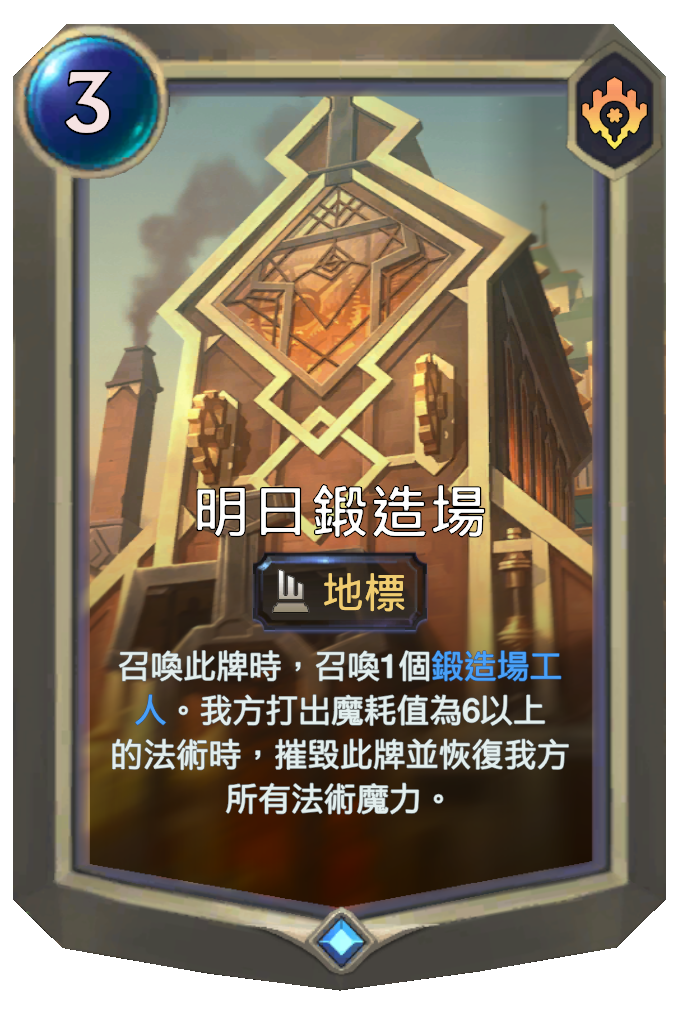 3
明日鍛造場
地標
召喚此牌時，召喚1個鍛造場工
人。我方打出魔耗值為6以上
的法術時，摧毀此牌並恢復我方
所有法術魔力。